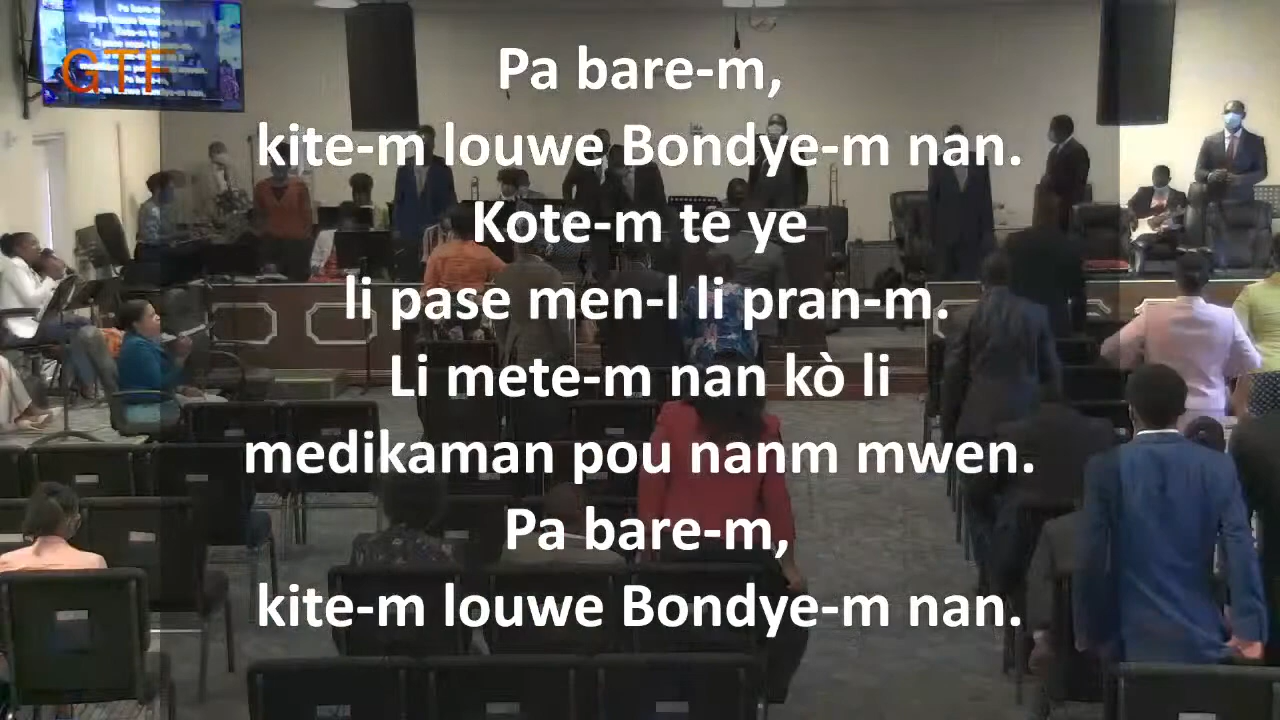 GTF
Pa bare-m,
kite-m louwe Bondye-m nan.
Kote-m te ye
li pase men-l li pran-m.
Li mete-m nan kò li
medikaman pou nanm mwen.
Pa bare-m,
kite-m louwe Bondye-m nan.